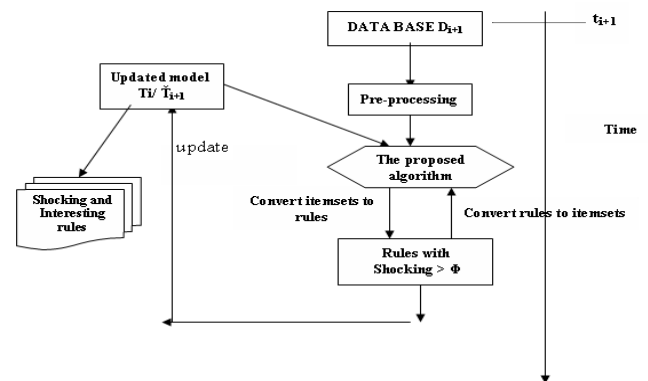 DATA BASE Di+1
ti+1
Updated model
Ti/ Ťi+1
Pre-processing
Time
update
The proposed
algorithm
Shocking and
Interesting
rules
Convert itemsets to
rules
Convert rules to itemsets
Rules with
Shocking > Φ